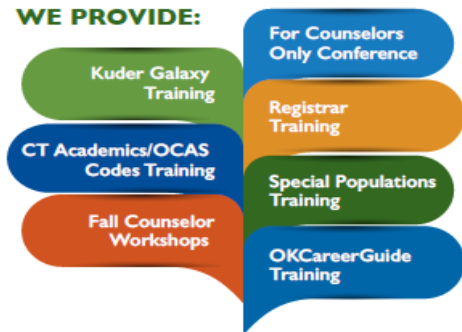 WE PROVIDE:
For Counselors
Only Conference
Kuder Galaxy
Training
Registrar
Training
CT Academics/OCAS
Codes Training
Special Populations
Training
Fall Counselor
Workshops
OKCareerGuide
Training